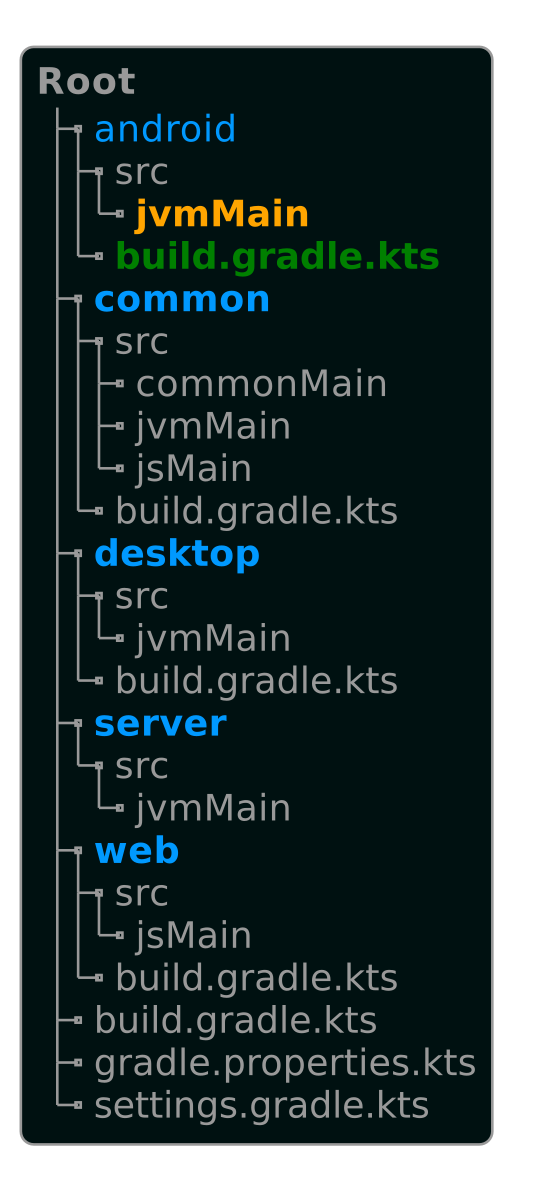 Root
android
src
jvmMain
build.gradle.kts
common
src
commonMain
jvmMain
jsMain
build.gradle.kts
desktop
src
jvmMain
build.gradle.kts
server
src
jvmMain
web
src
jsMain
build.gradle.kts
build.gradle.kts
gradle.properties.kts
settings.gradle.kts